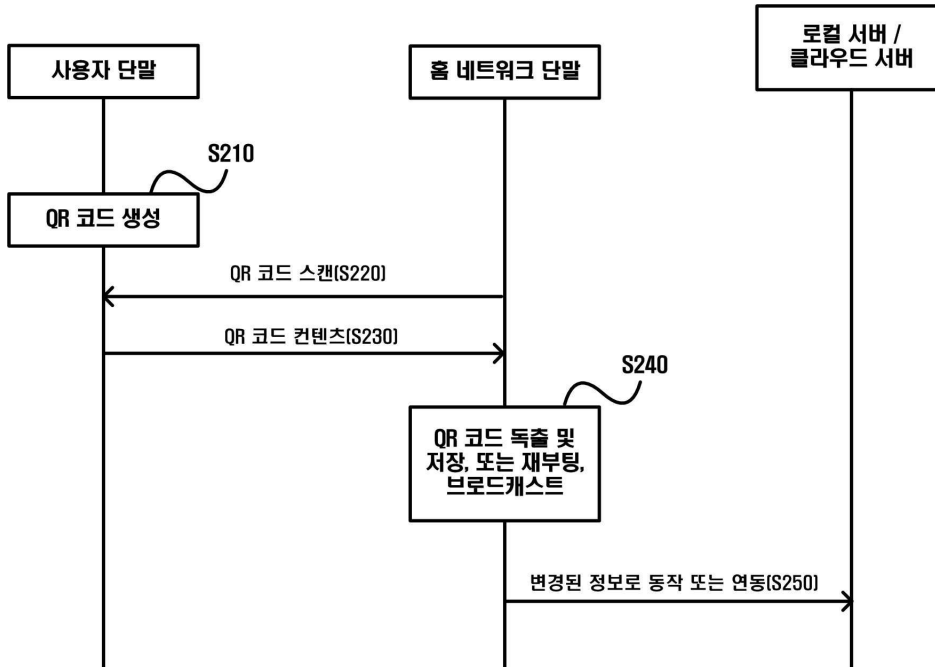 사용자 단말
홈 네트워크 단말
로컬 서버 /
클라우드 서버
S210
QR 코드 생성
QR 코드 스캔(S220)
QR 코드 컨텐츠(S230)
S240
QR 코드 독출 및
저장, 또는 재부팅,
브로드캐스트
변경된 정보로 동작 또는 연동(S250)